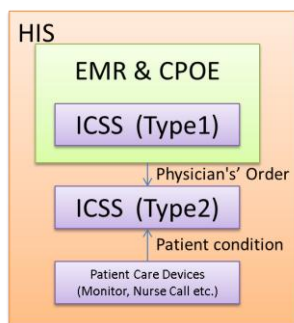 HIS
EMR & CPOE
ICSS (Type1)
Physician's' Order
ICSS (Type2)
Patient condition
Patient Care Devices
(Monitor, Nurse Call etc.)